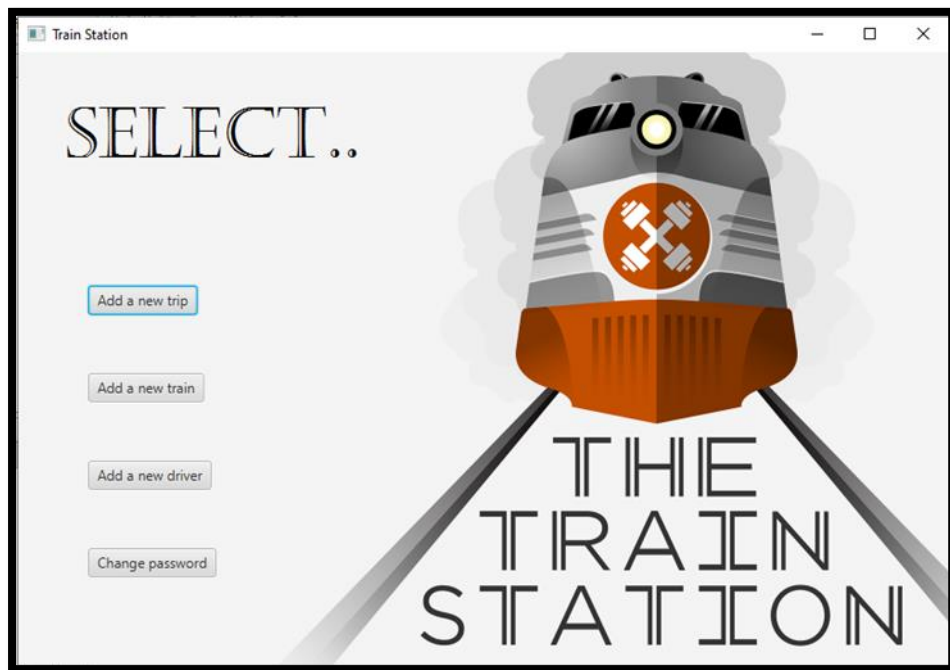 Train Station
SELECT..
Add a new trip
Add a new train
Add a new driver
Change password
THE
TRAIN
STATION